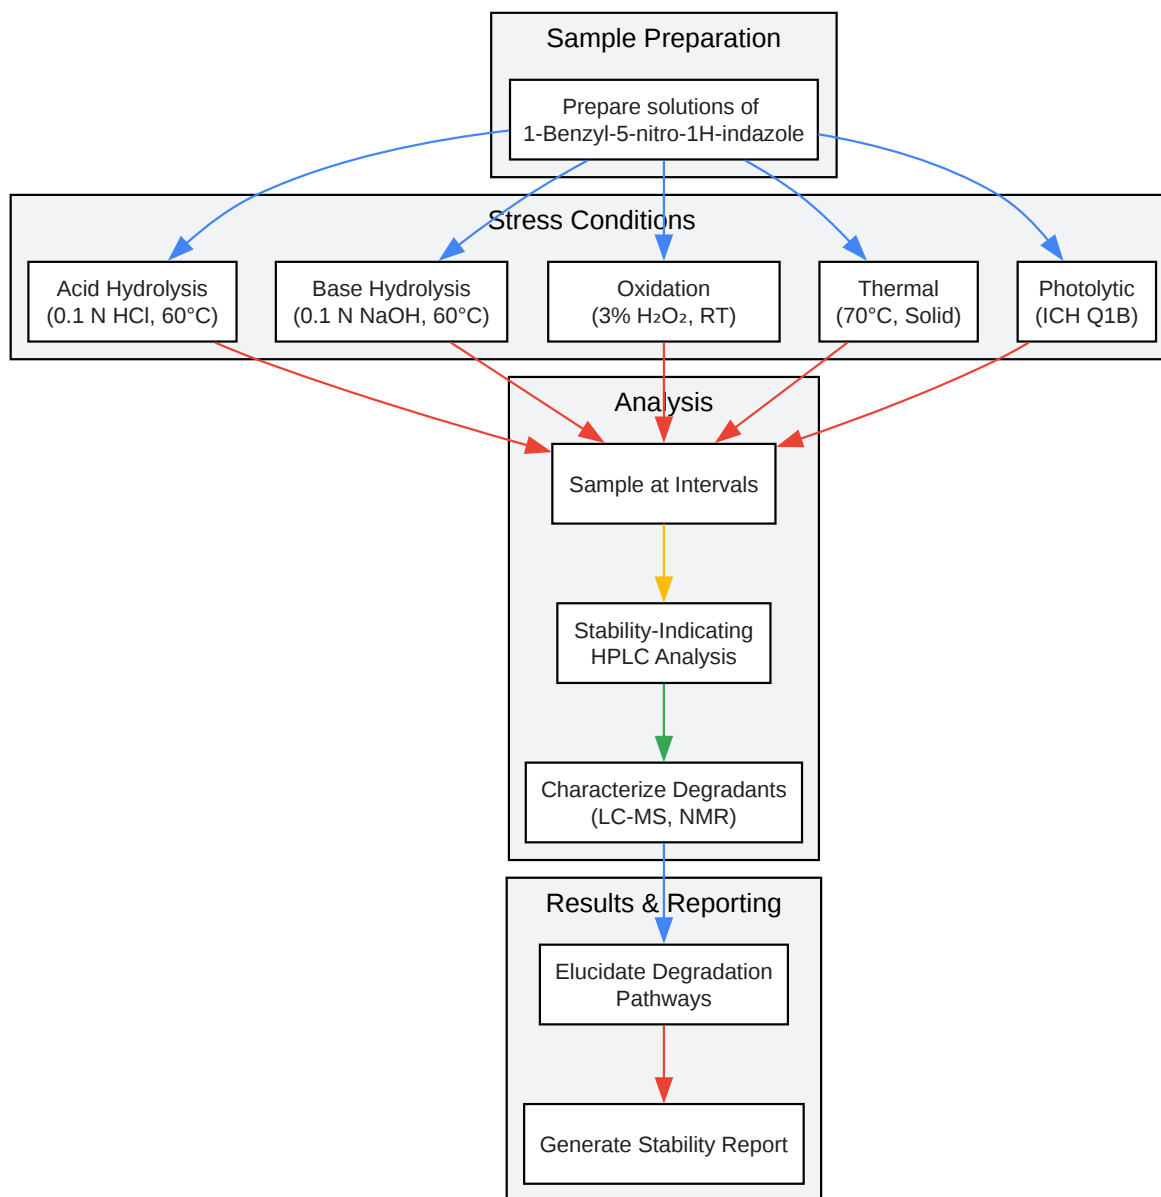 Sample Preparation
Prepare solutions of
1-Benzyl-5-nitro-1H-indazole
Stress Conditions
Acid Hydrolysis
(0.1 N HCl, 60°C)
Base Hydrolysis
(0.1 N NaOH, 60°C)
Oxidation
(3% H₂O₂, RT)
Thermal
(70°C, Solid)
Photolytic
(ICH Q1B)
Analysis
Sample at Intervals
Stability-Indicating
HPLC Analysis
Characterize Degradants
(LC-MS, NMR)
Results & Reporting
Elucidate Degradation
Pathways
Generate Stability Report